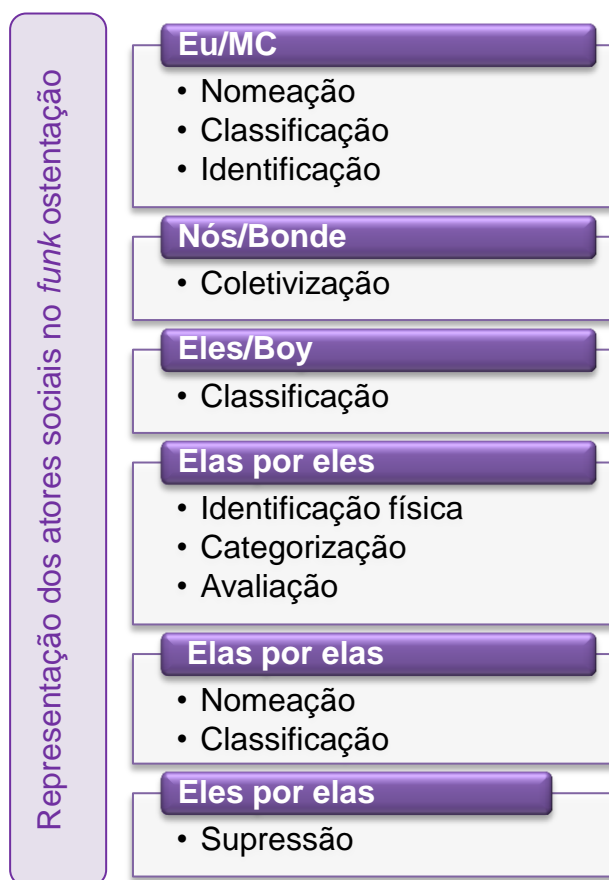 Representação dos atores sociais no funk ostentação
Eu/MC
• Nomeação
• Classificação
• Identificação
Nós/Bonde
• Coletivização
Eles/Boy
• Classificação
Elas por eles
• Identificação física
• Categorização
• Avaliação
Elas por elas
• Nomeação
• Classificação
Eles por elas
• Supressão